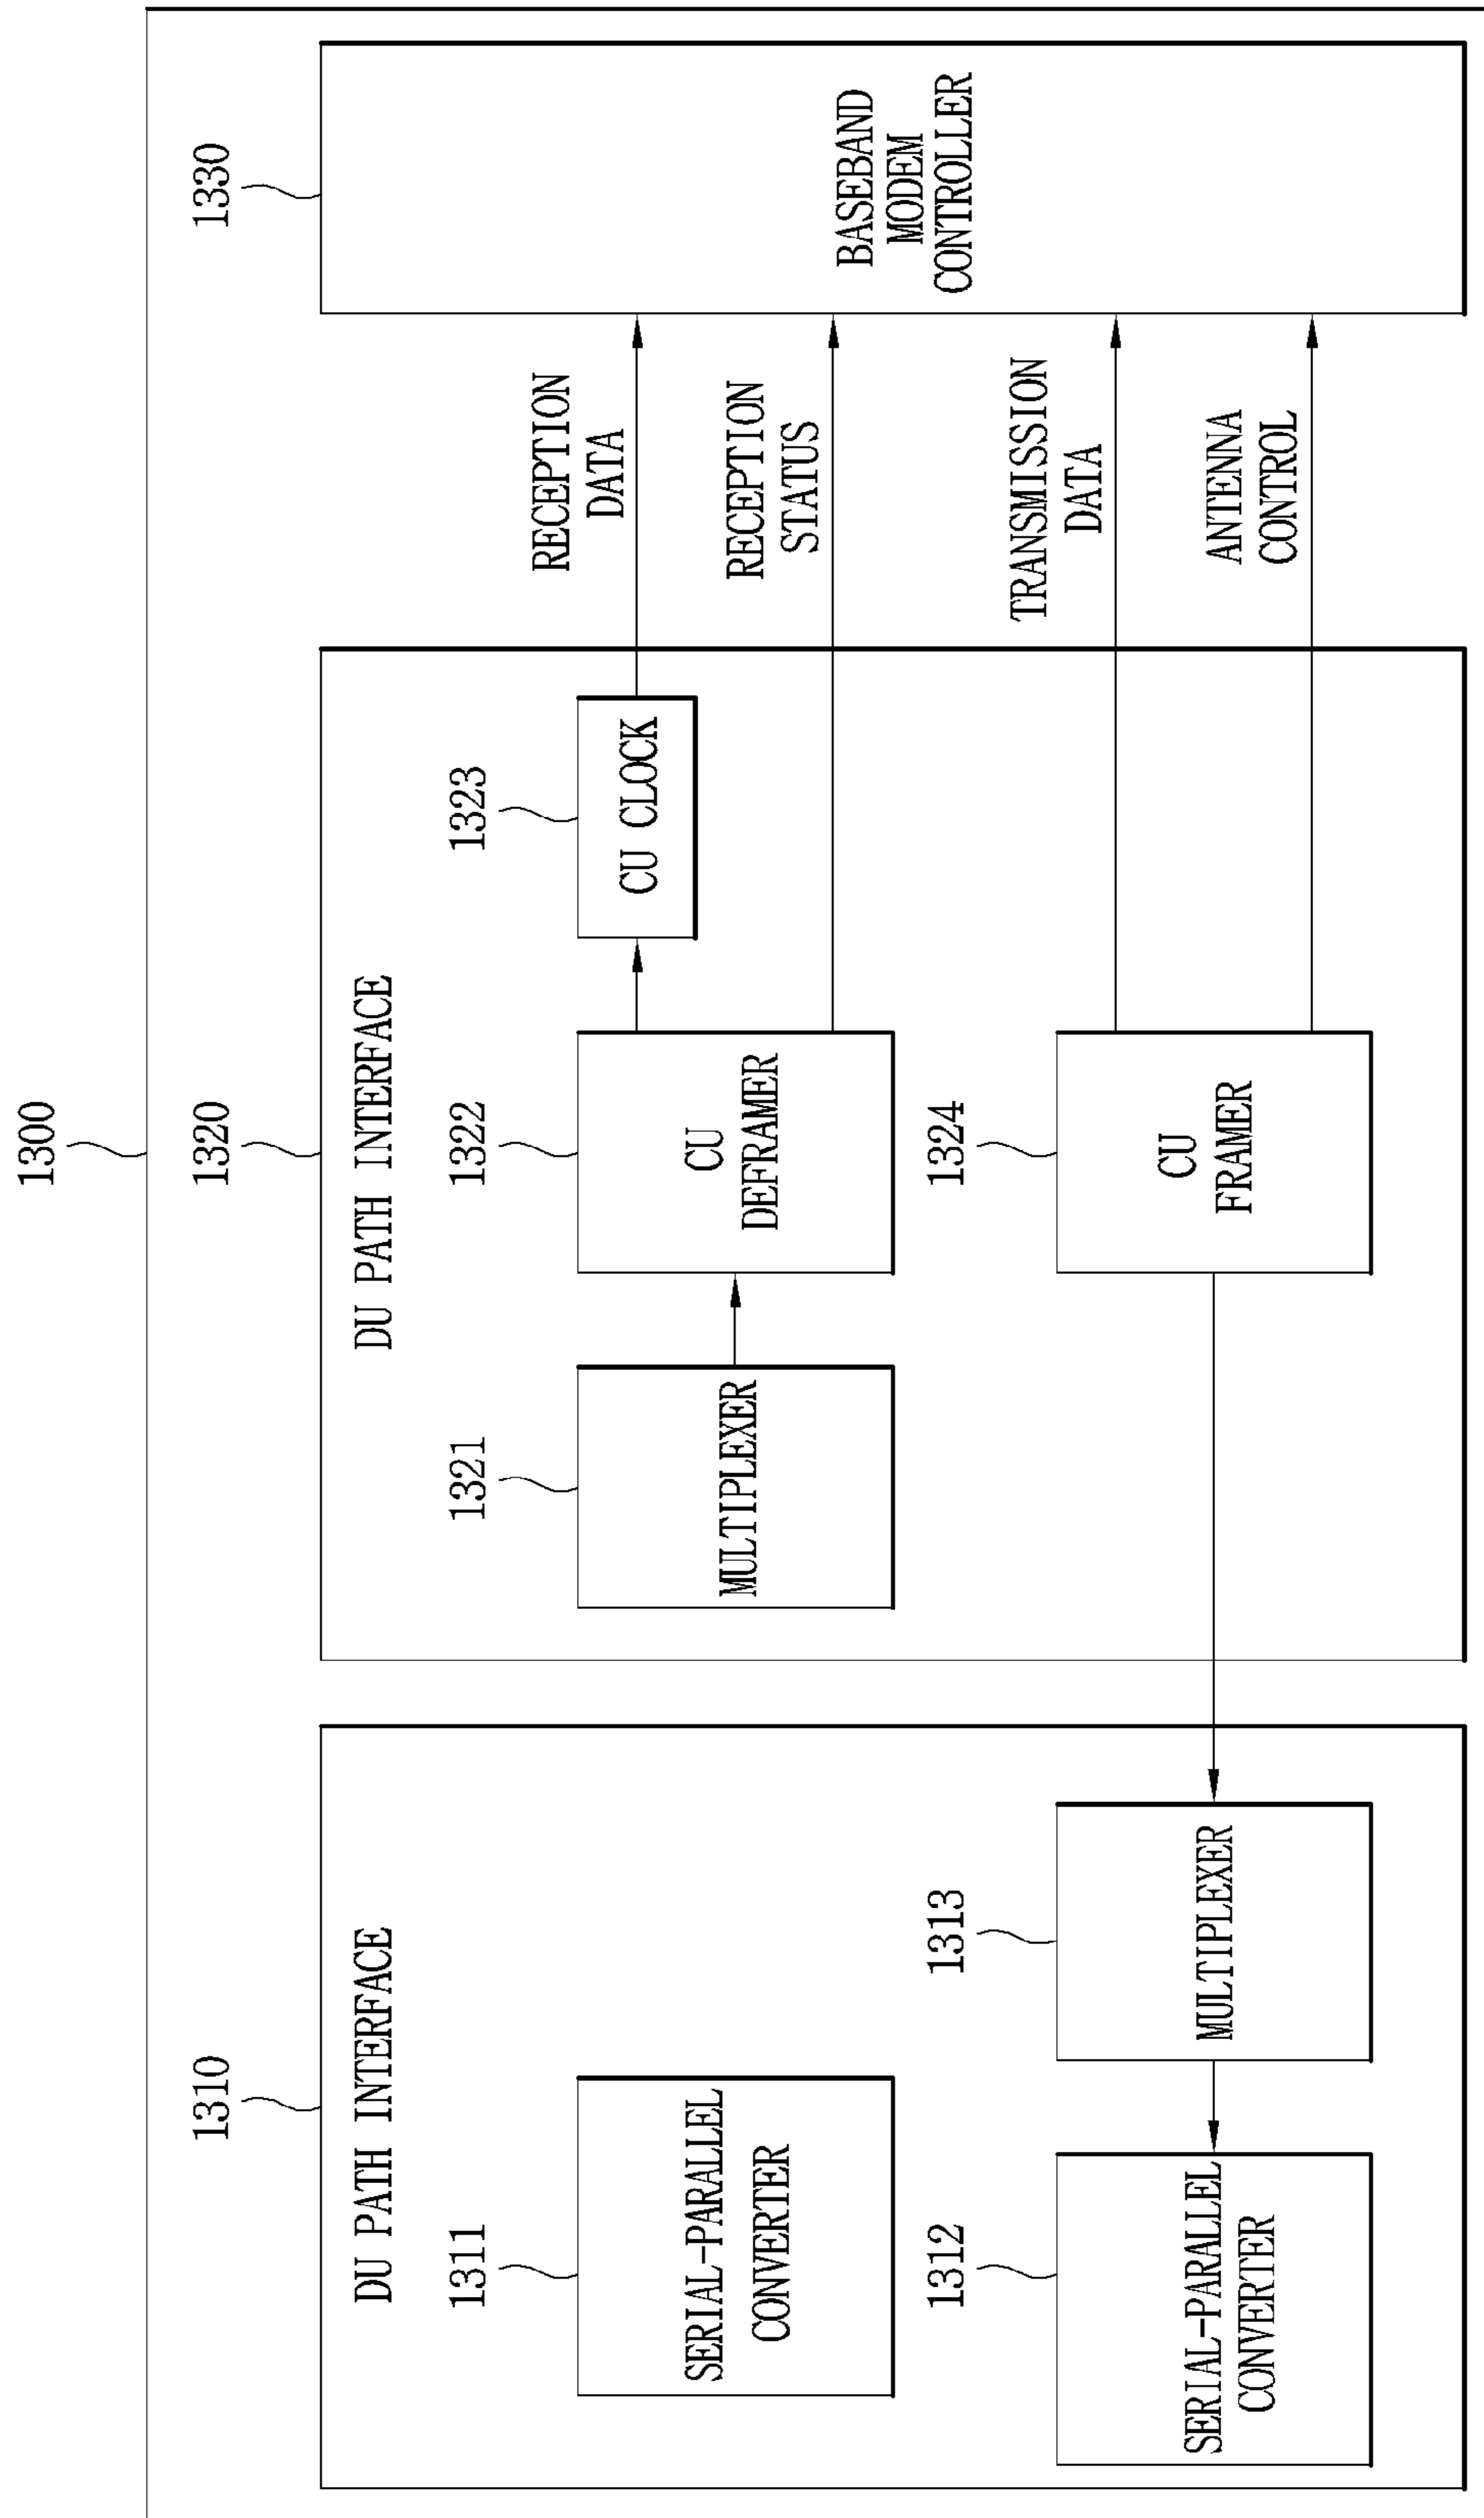 1300
1310
1320
1330
DU PATH INTERFACE
DU PATH INTERFACE
1311
1321
1322
1323
SERIAL-PARALLEL
CONVERTER
MULTIPLEXER
CU
DEFRAMER
CU CLOCK
RECEPTION
DATA
RECEPTION
STATUS
BASEBAND
MODEM
CONTROLLER
1312
1313
1324
SERIAL-PARALLEL
CONVERTER
MULTIPLEXER
CU
FRAMER
TRANSMISSION
DATA
ANTENNA
CONTROL